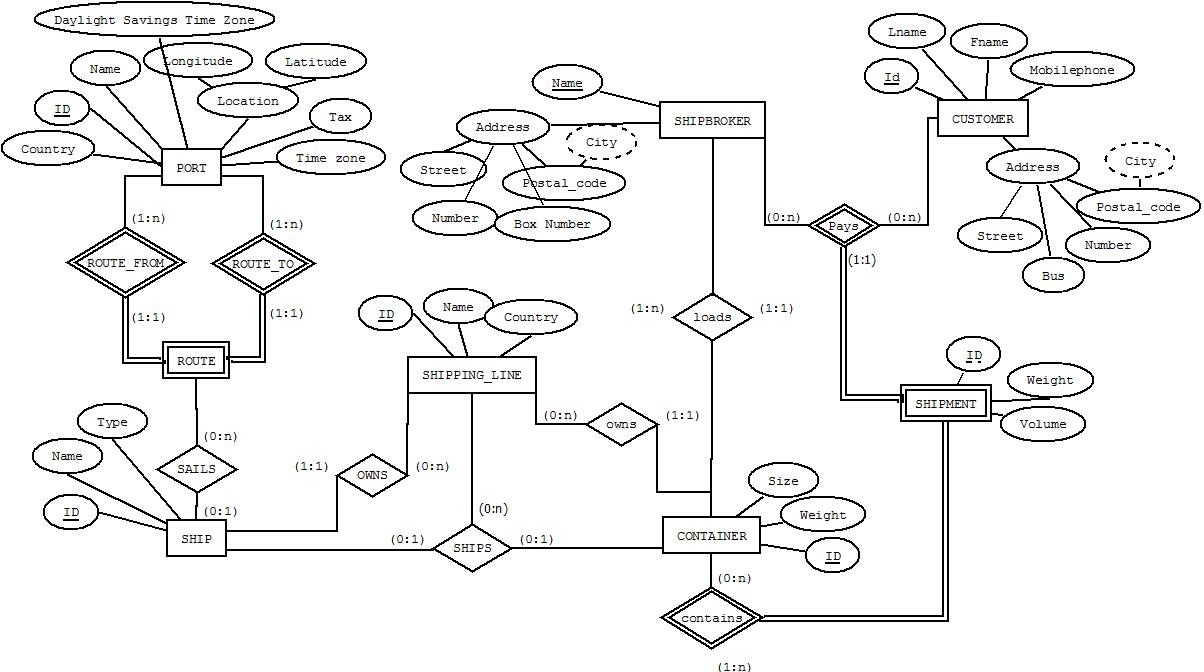 Daylight Savings Time Zone
Lname
Fname
Name
Longitude
Latitude
Id
Mobilephone
Name
Location
ID
Tax
SHIPBROKER
CUSTOMER
Address
City
Country
PORT
Time zone
Street
Postal_code
Address
City
Postal_code
Number
Box Number
(1:n)
(1:n)
(0:n)
Pays
(0:n)
Street
Number
ROUTE_FROM
ROUTE_TO
(1:1)
Bus
(1:1)
(1:1)
ID
Name
Country
(1:n)
loads
(1:1)
ROUTE
SHIPPING_LINE
ID
Weight
SHIPMENT
Volume
Type
(0:n)
(0:n)
owns
(1:1)
Name
SAILS
(1:1)
OWNS
(0:n)
Size
ID
(0:1)
(0:n)
Weight
SHIP
(0:1)
SHIPS
(0:1)
CONTAINER
ID
(0:n)
contains
(1:n)